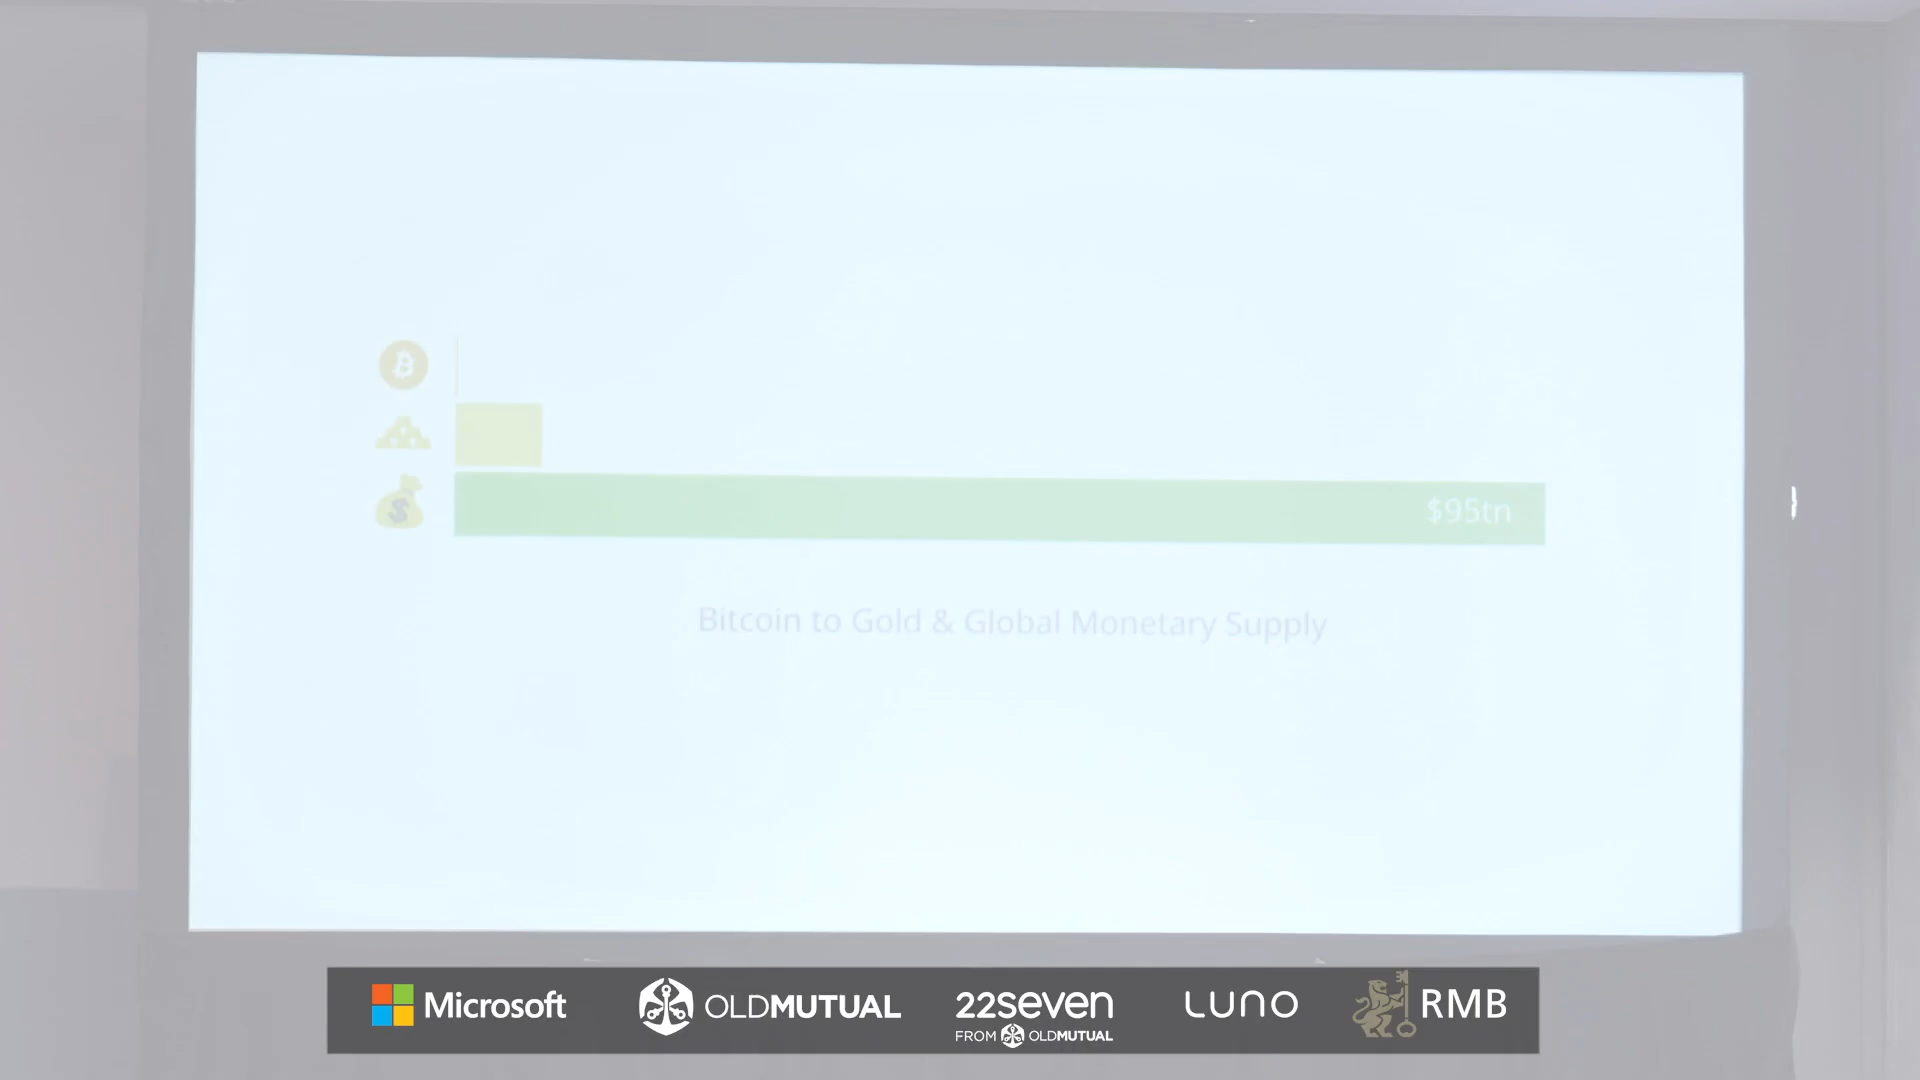 $95tn
Bitcoin to Gold & Global Monetary Supply
Microsoft
OLDMUTUAL
22seven
FROM OLDMUTUAL
LUNO
RMB